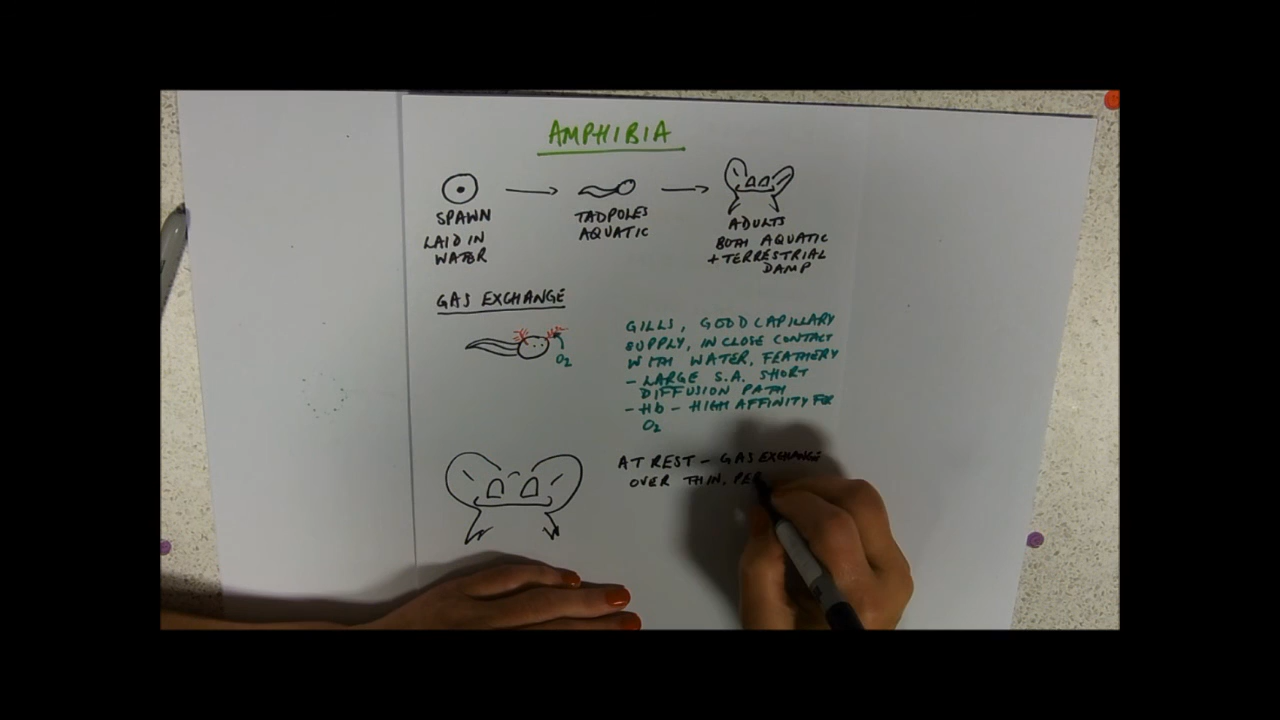 AMPHIBIA
SPAWN
LAID IN
WATER
TADPOLES
AQUATIC
ADULTS
BOTH AQUATIC
+ TERRESTRIAL
DAMP
GAS EXCHANGE
O2
GILLS, GOOD CAPILLARY
SUPPLY, IN CLOSE CONTACT
WITH WATER, FEATHERY
- LARGE S.A. SHORT
DIFFUSION PATH
- Hb - HIGH AFFINITY FOR
O2
AT REST - GAS EXCHANGE
OVER THIN, PER